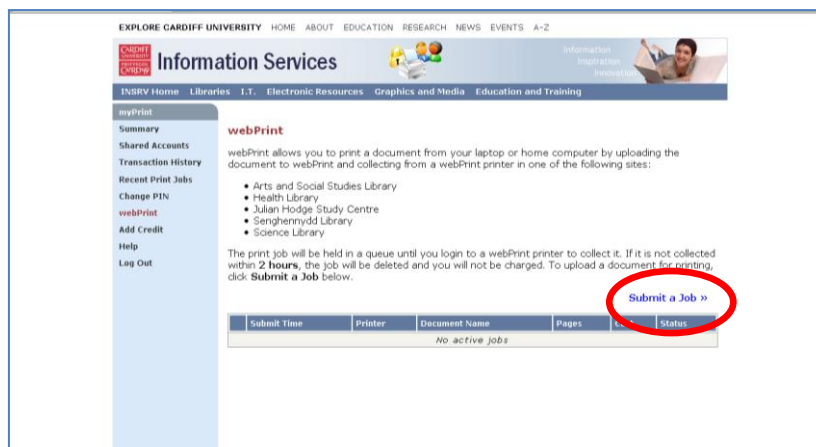 EXPLORE CARDIFF UNIVERSITY HOME ABOUT EDUCATION RESEARCH NEWS EVENTS A-Z
CARDIFF
UNIVERSITY
PRIFYSGOL
CAERDYDD
Information Services
Information
Inspiration
Innovation
INSRV Home Libraries I.T. Electronic Resources Graphics and Media Education and Training
myPrint
Summary
Shared Accounts
Transaction History
Recent Print Jobs
Change PIN
webPrint
Add Credit
Help
Log Out
webPrint
webPrint allows you to print a document from your laptop or home computer by uploading the
document to webPrint and collecting from a webPrint printer in one of the following sites:
• Arts and Social Studies Library
• Health Library
• Julian Hodge Study Centre
• Senghennydd Library
• Science Library
The print job will be held in a queue until you login to a webPrint printer to collect it. If it is not collected
within 2 hours, the job will be deleted and you will not be charged. To upload a document for printing,
click Submit a Job below.
Submit a Job »
Submit Time Printer Document Name Pages Status
No active jobs